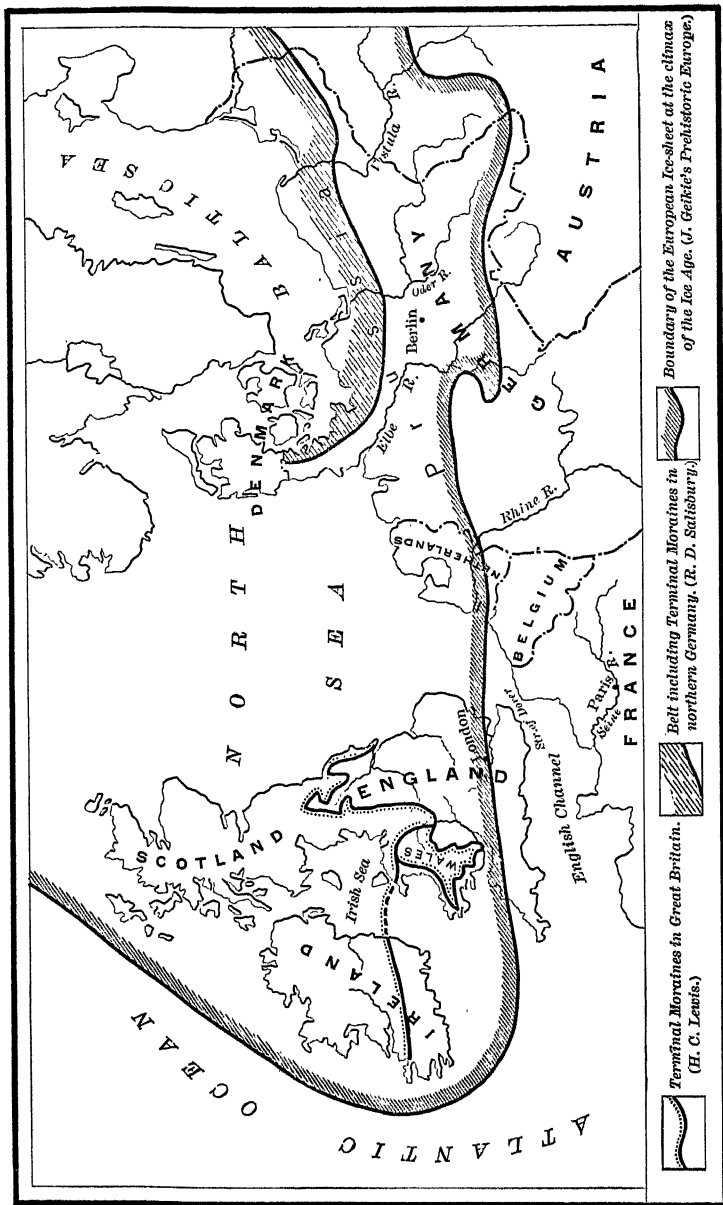 ATLANTIC OCEAN
NORTH
SEA
BALTIC SEA
SCOTLAND
IRELAND
Irish Sea
ENGLAND
WALES
London
Strait Dover
English Channel
DENMARK
NETHERLANDS
BELGIUM
Paris
Seine R.
FRANCE
Rhine R.
Elbe R.
Berlin
Oder R.
Vistula R.
Prussia
GERMANY
AUSTRIA
Terminal Moraines in Great Britain.
(H. C. Lewis.)
Belt including Terminal Moraines in
northern Germany. (R. D. Salisbury.)
Boundary of the European Ice-sheet at the climax
of the Ice Age. (J. Geikie's Prehistoric Europe.)